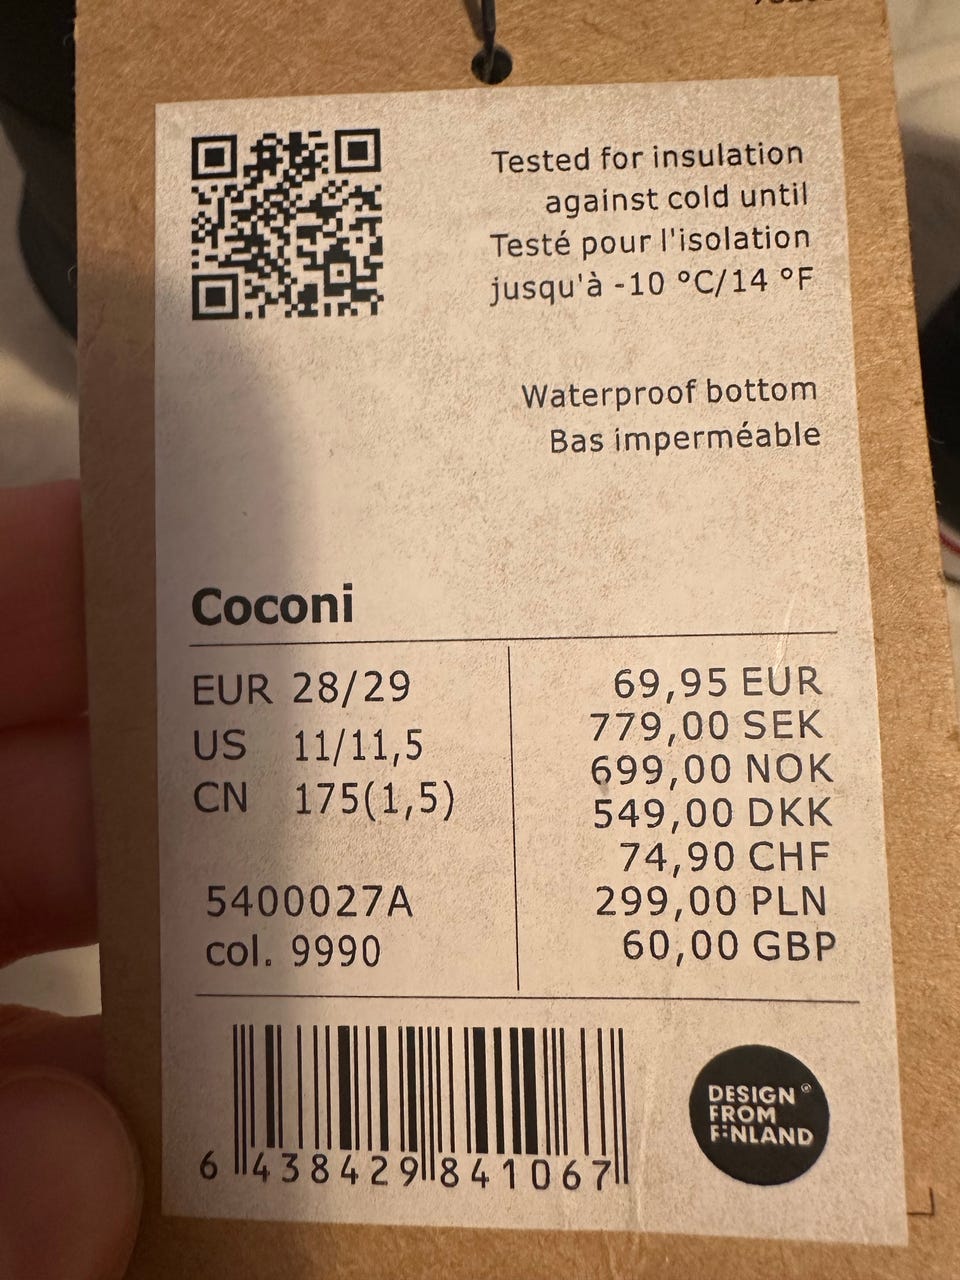 Tested for insulation
against cold until
Testé pour l'isolation
jusqu'à -10 °C/14 °F
Waterproof bottom
Bas imperméable
Coconi
EUR 28/29
US 11/11,5
CN 175(1,5)
5400027A
col. 9990
69,95 EUR
779,00 SEK
699,00 NOK
549,00 DKK
74,90 CHF
299,00 PLN
60,00 GBP
6 438429 841067
DESIGN
FROM
FINLAND